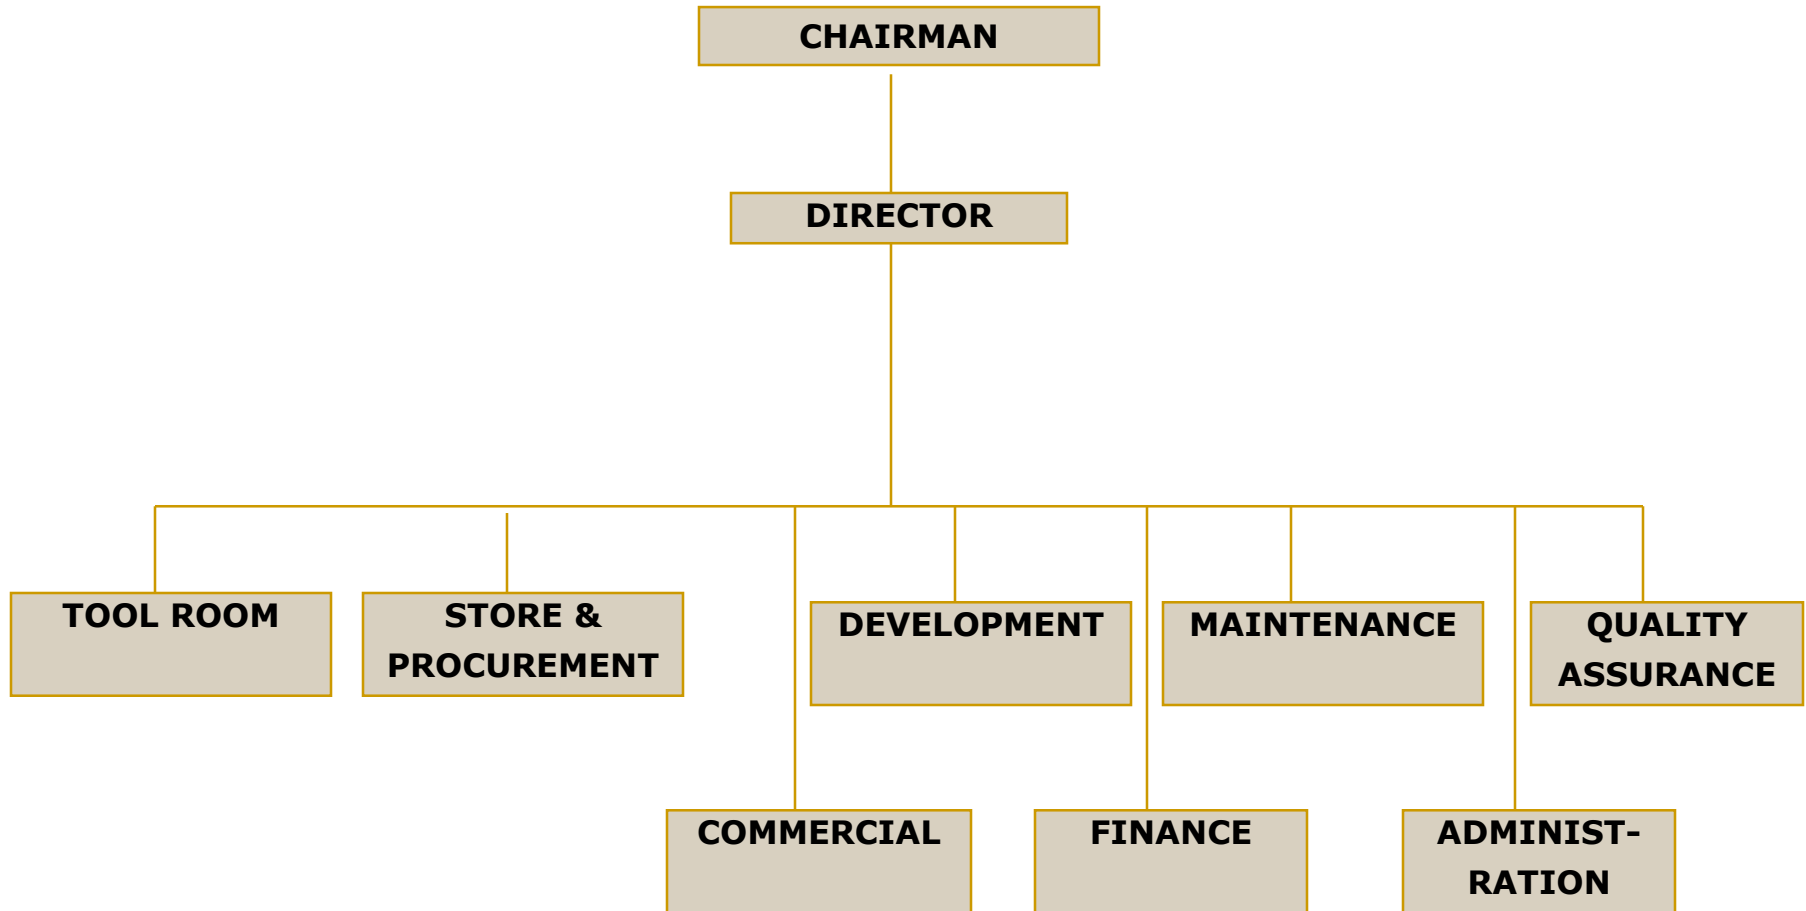 CHAIRMAN
DIRECTOR
TOOL ROOM
STORE &
PROCUREMENT
DEVELOPMENT
MAINTENANCE
QUALITY
ASSURANCE
COMMERCIAL
FINANCE
ADMINIST-
RATION